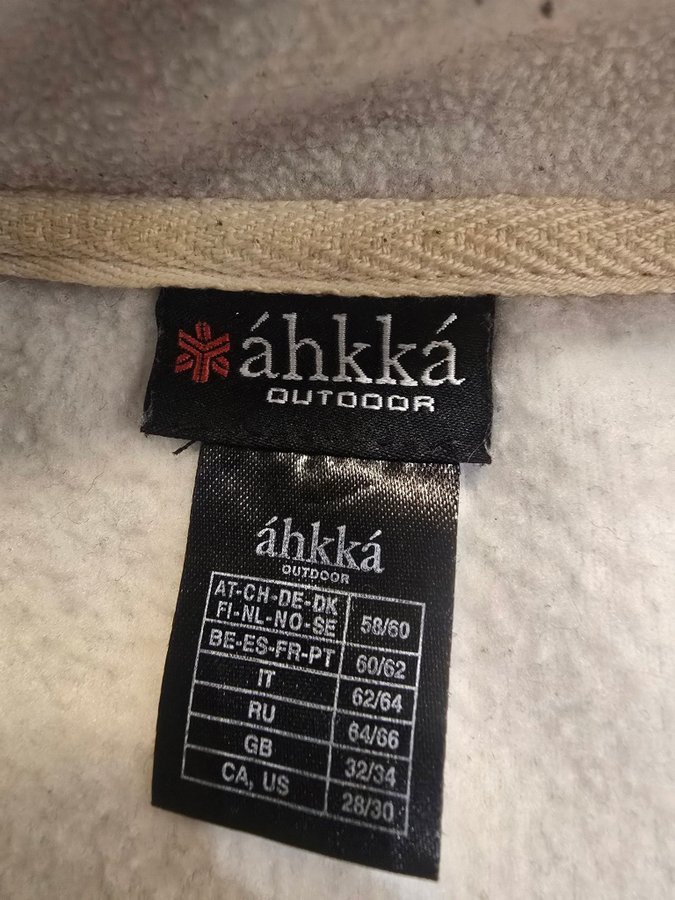 áhkká
OUTDOOR
áhkká
OUTDOOR
AT-CH-DE-DK
FI-NL-NO-SE 58/60
BE-ES-FR-PT 60/62
IT 62/64
RU 64/66
GB 32/34
CA, US 28/30